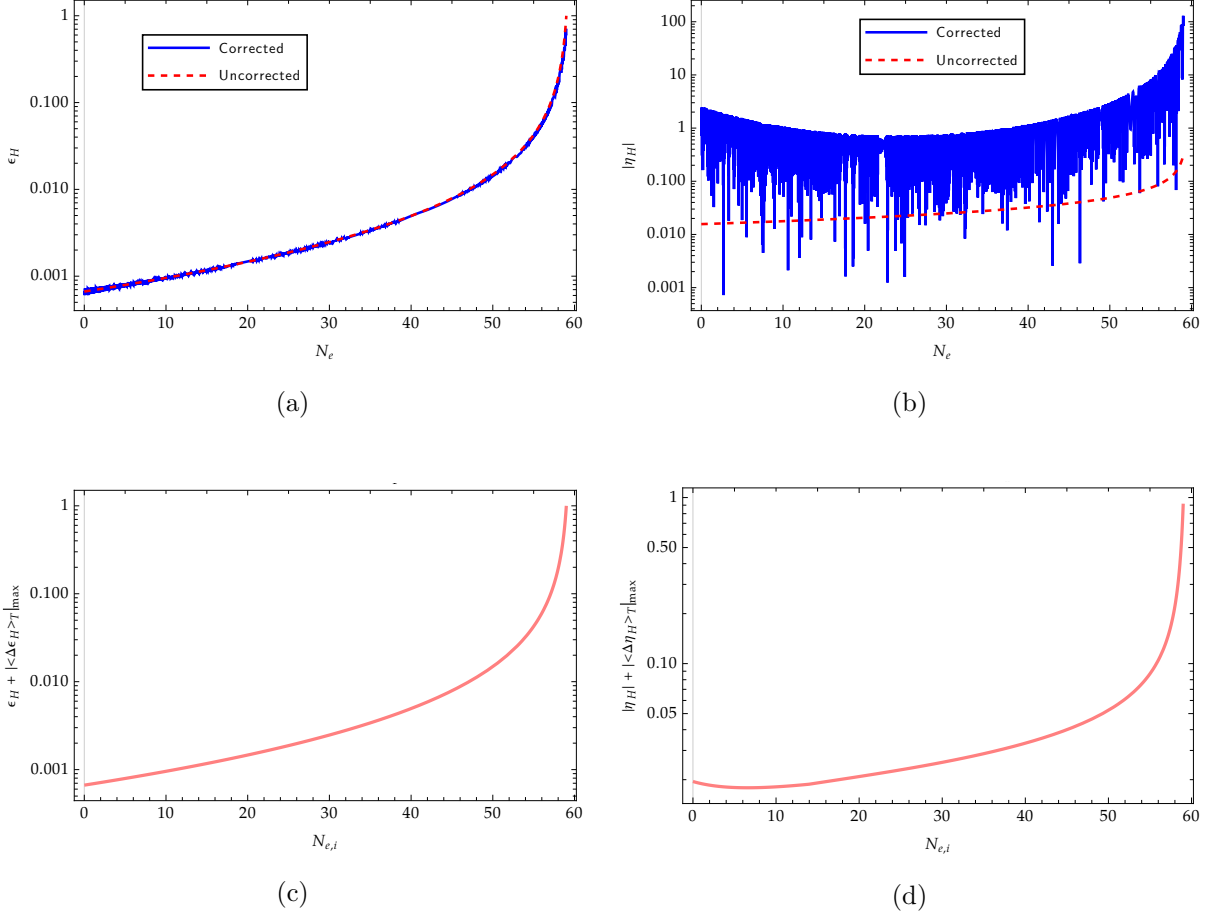 1
0.100
0.010
0.001
ϵ_H
Corrected
Uncorrected
0 10 20 30 40 50 60
N_e
(a)
100
10
1
0.100
0.010
0.001
|η_H|
Corrected
Uncorrected
0 10 20 30 40 50 60
N_e
(b)
1
0.100
0.010
0.001
ϵ_H + |<Δϵ_H>_T|_max
0 10 20 30 40 50 60
N_{e,i}
(c)
1
0.50
0.10
0.05
|η_H| + |<Δη_H>_T|_max
0 10 20 30 40 50 60
N_{e,i}
(d)